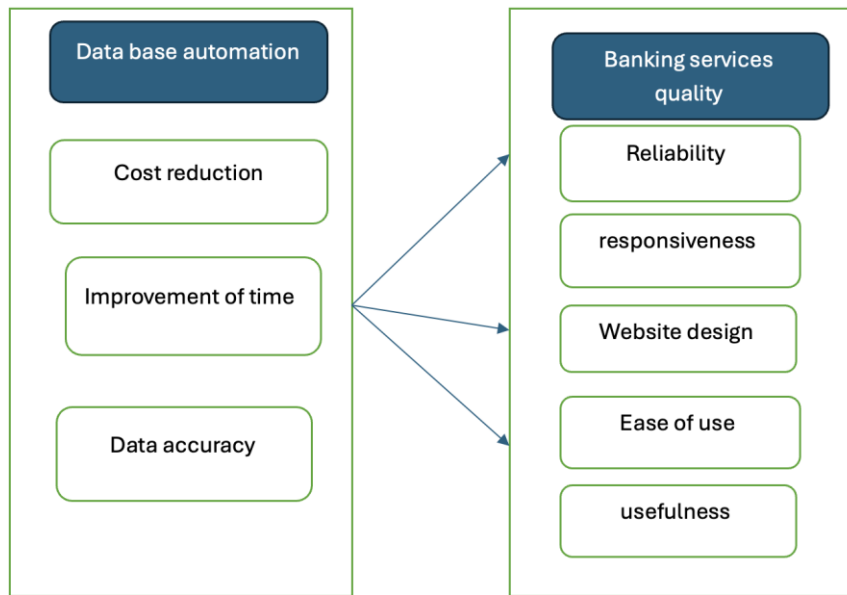 Data base automation
Cost reduction
Improvement of time
Data accuracy
Banking services
quality
Reliability
responsiveness
Website design
Ease of use
usefulness